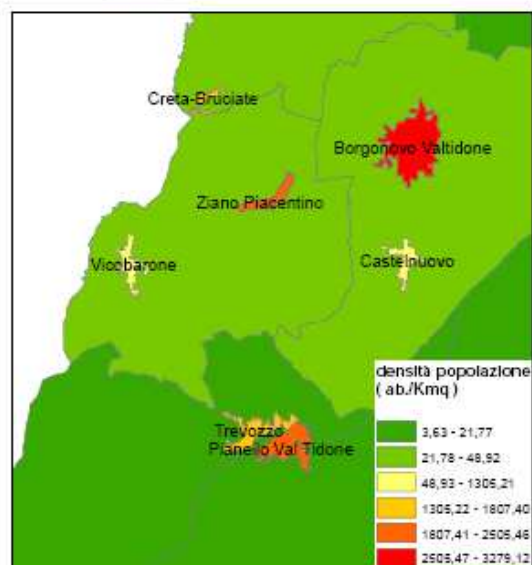 Creta-Bruciate
Borgonovo Valtidone
Ziano Piacentino
Vicobarone
Castelnuovo
Trevozzo
Pianello Val Tidone
densità popolazione
( ab./Kmq )
3,63 - 21,77
21,78 - 48,92
48,93 - 1305,21
1305,22 - 1807,40
1807,41 - 2505,46
2505,47 - 3279,12